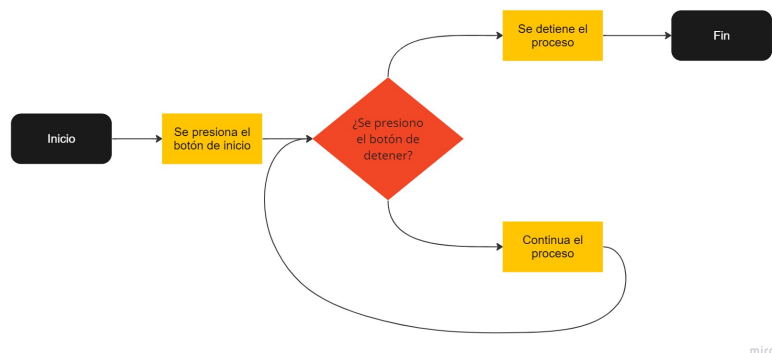 Se detiene el
proceso
Fin
Inicio
Se presiona el
botón de inicio
¿Se presiono
el botón de
detener?
Continua el
proceso
miro